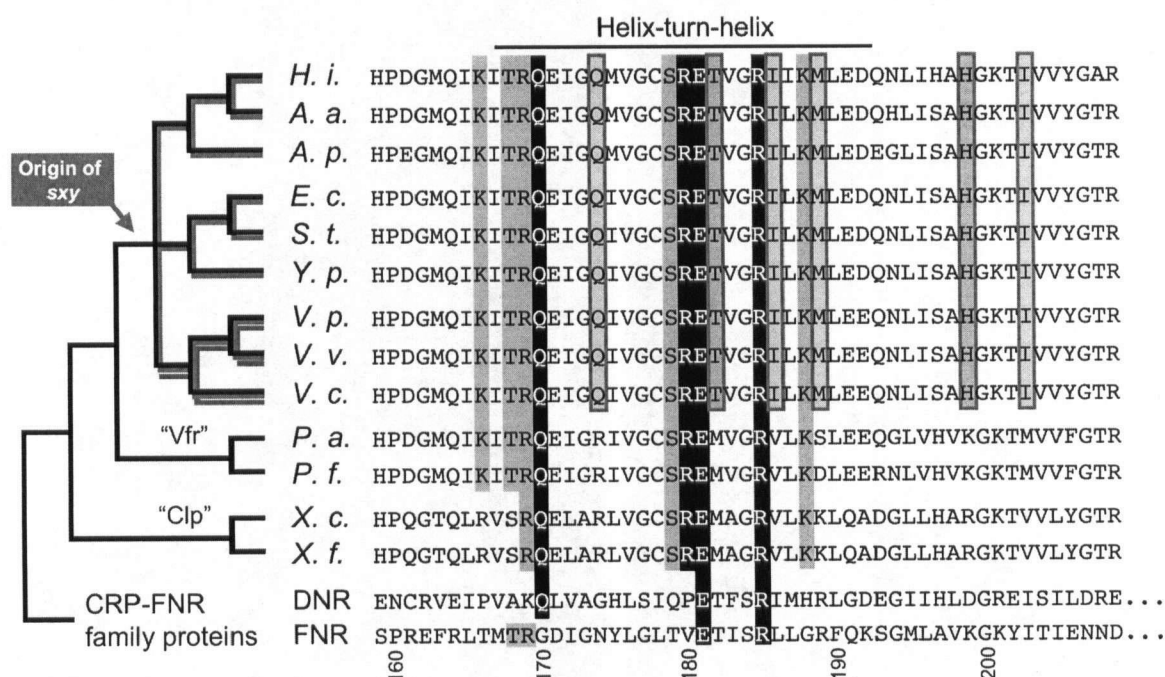 Helix-turn-helix
Origin of
sxy
H. i. HPDGMQIKITRQEIGQMVGCSRETVGRIIKMLEDQNLIHAHGKTIVVYGAR
A. a. HPDGMQIKITRQEIGQMVGCSRETVGRILKMLEDQHLISAHGKTIVVYGTR
A. p. HPEGMQIKITRQEIGQMVGCSRETVGRILKMLEDEGLISAHGKTIVVYGTR
E. c. HPDGMQIKITRQEIGQIVGCSRETVGRILKMLEDQNLISAHGKTIVVYGTR
S. t. HPDGMQIKITRQEIGQIVGCSRETVGRILKMLEDQNLISAHGKTIVVYGTR
Y. p. HPDGMQIKITRQEIGQIVGCSRETVGRILKMLEDQNLISAHGKTIVVYGTR
V. p. HPDGMQIKITRQEIGQIVGCSRETVGRILKMLEEQNLISAHGKTIVVYGTR
V. v. HPDGMQIKITRQEIGQIVGCSRETVGRILKMLEEQNLISAHGKTIVVYGTR
V. c. HPDGMQIKITRQEIGQIVGCSRETVGRILKMLEEQNLISAHGKTIVVYGTR
"Vfr"
P. a. HPDGMQIKITRQEIGRIVGCSREMVGRVLKSLEEQGLVHVKGKTMVVFGTR
P. f. HPDGMQIKITRQEIGRIVGCSREMVGRVLKDLEERNLVHVKGKTMVVFGTR
"Clp"
X. c. HPQGTQLRVSRQELARLVGCSREMAGRVLKKLQADGLLHARGKTVVLYGTR
X. f. HPQGTQLRVSRQELARLVGCSREMAGRVLKKLQADGLLHARGKTVVLYGTR
CRP-FNR
family proteins
DNR ENCRVEIPVAKQLVAGHLSIQPETFSRIMHRLGDEGIIHLDGREISILDRE...
FNR SPREFRLTMTRGDIGNYLGLTVETISRLLGRFQKSGMLAVKGKYITIENND...
160 170 180 190 200